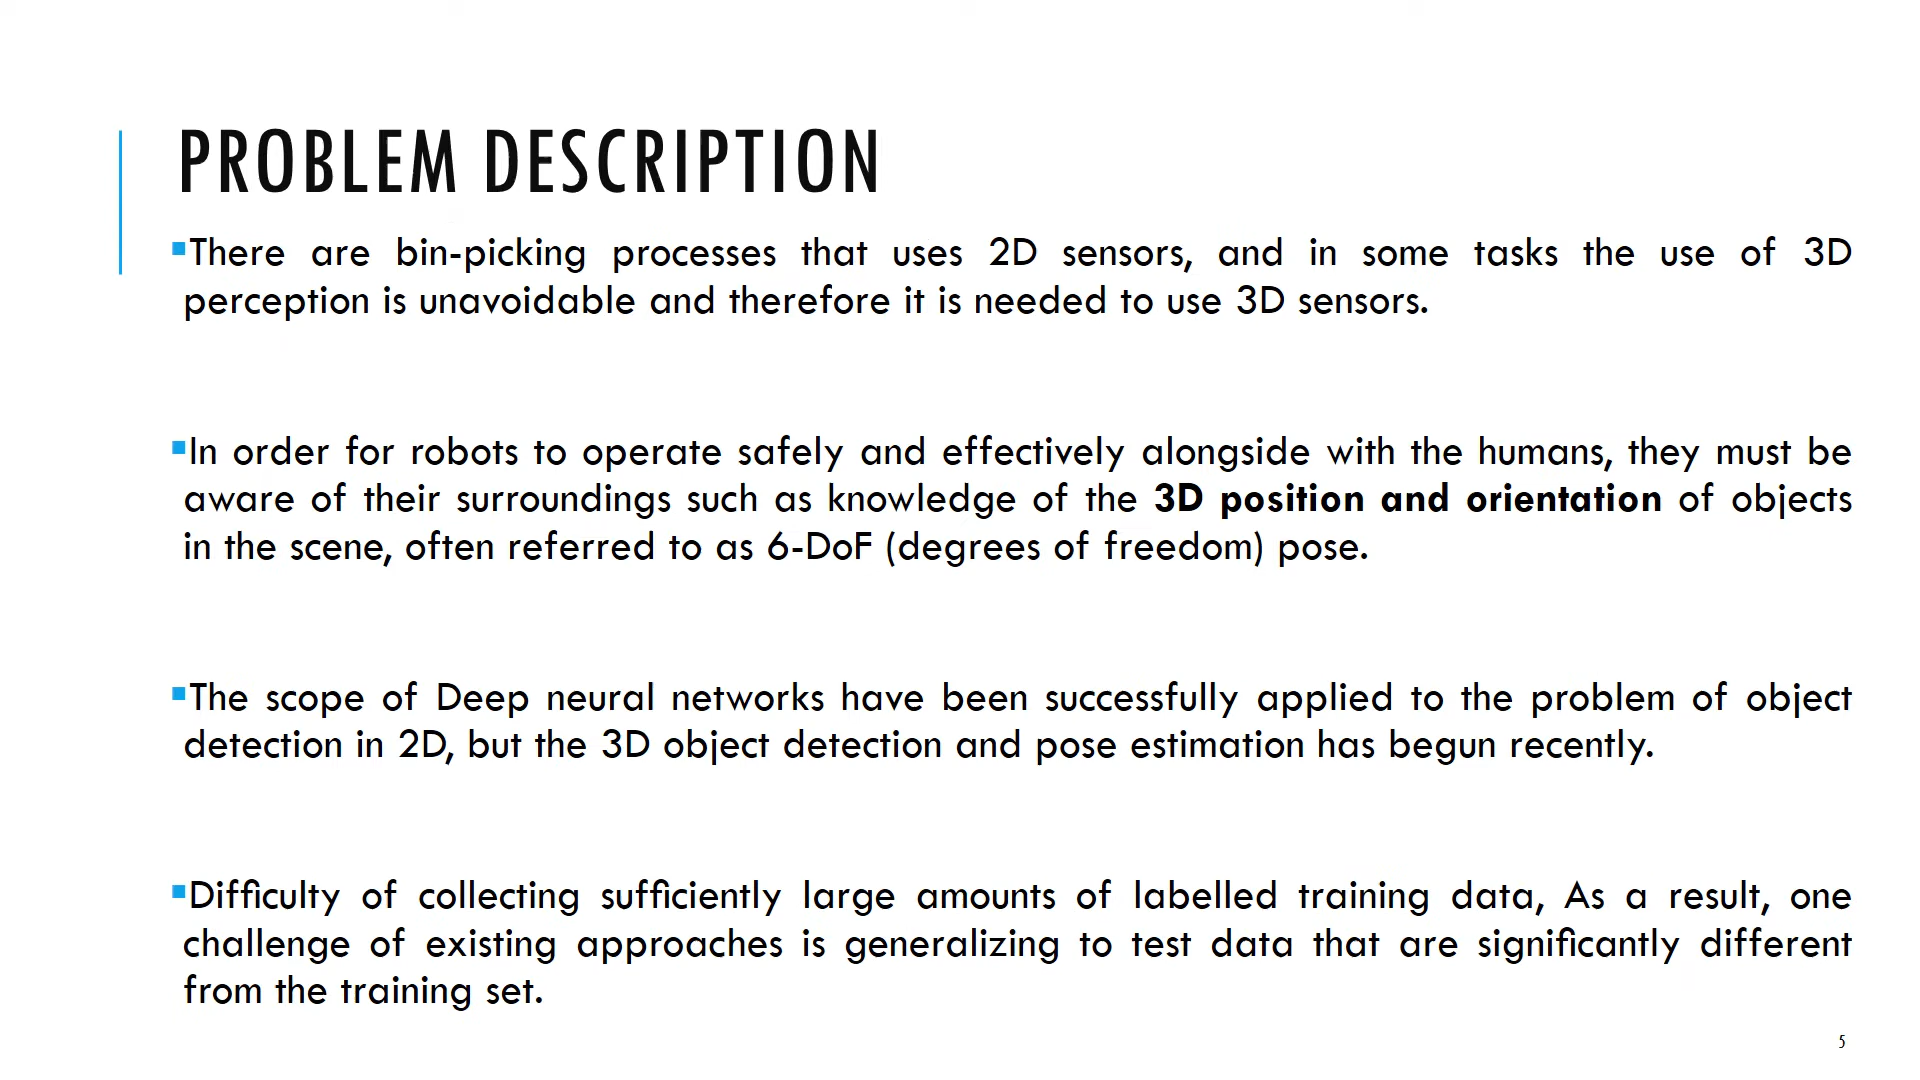 PROBLEM DESCRIPTION
▪There are bin-picking processes that uses 2D sensors, and in some tasks the use of 3D
perception is unavoidable and therefore it is needed to use 3D sensors.
▪In order for robots to operate safely and effectively alongside with the humans, they must be
aware of their surroundings such as knowledge of the 3D position and orientation of objects
in the scene, often referred to as 6-DoF (degrees of freedom) pose.
▪The scope of Deep neural networks have been successfully applied to the problem of object
detection in 2D, but the 3D object detection and pose estimation has begun recently.
▪Difficulty of collecting sufficiently large amounts of labelled training data, As a result, one
challenge of existing approaches is generalizing to test data that are significantly different
from the training set.
5